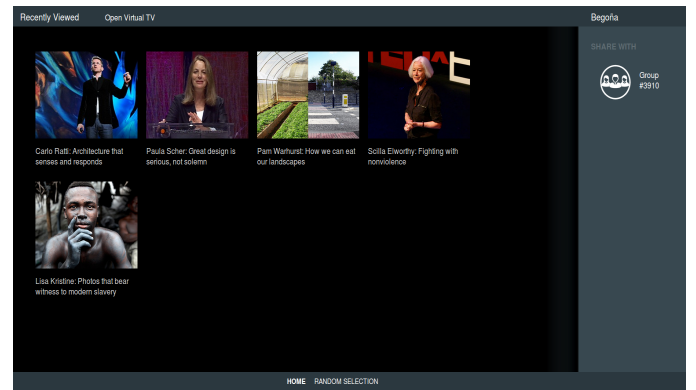 Recently Viewed
Open Virtual TV
Begoña
SHARE WITH
Group
#3910
Carlo Ratti: Architecture that
senses and responds
Paula Scher: Great design is
serious, not solemn
Pam Warhurst: How we can eat
our landscapes
Scilla Elworthy: Fighting with
nonviolence
Lisa Kristine: Photos that bear
witness to modern slavery
HOME
RANDOM SELECTION